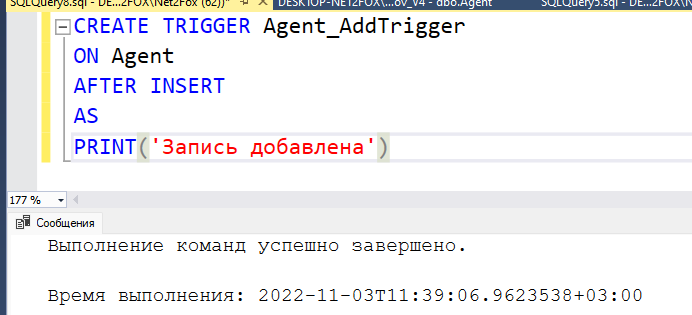 SQLQuery8.sql - DE...2FOX\Net2Fox (62))* DESKTOP-NET2FOX\...ov_V4 - dbo.Agent SQLQuery5.sql - DE...2FOX\Ne
CREATE TRIGGER Agent_AddTrigger
ON Agent
AFTER INSERT
AS
PRINT('Запись добавлена')
177 %
Сообщения
Выполнение команд успешно завершено.
Время выполнения: 2022-11-03T11:39:06.9623538+03:00